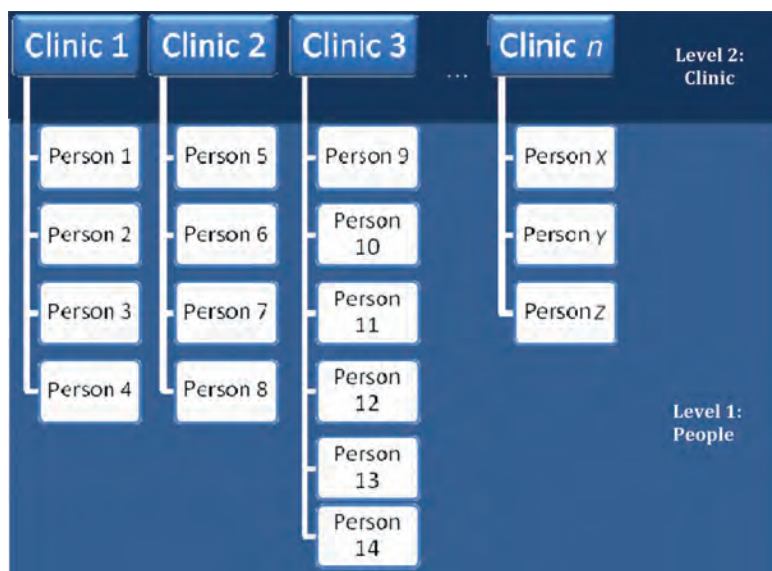 Clinic 1
Clinic 2
Clinic 3
...
Clinic n
Level 2:
Clinic
Person 1
Person 2
Person 3
Person 4
Person 5
Person 6
Person 7
Person 8
Person 9
Person
10
Person
11
Person
12
Person
13
Person
14
Person X
Person Y
Person Z
Level 1:
People